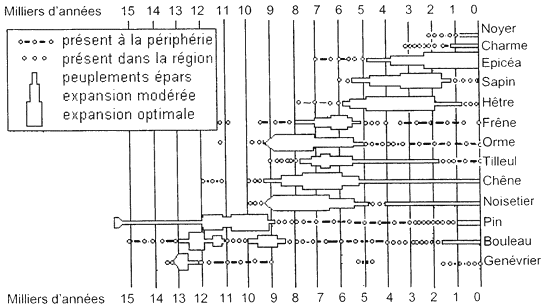 Milliers d'années 15 14 13 12 11 10 9 8 7 6 5 4 3 2 1 0
présent à la périphérie
présent dans la région
peuplements épars
expansion modérée
expansion optimale
Noyer
Charme
Epicéa
Sapin
Hêtre
Frêne
Orme
Tilleul
Chêne
Noisetier
Pin
Bouleau
Genévrier
Milliers d'années 15 14 13 12 11 10 9 8 7 6 5 4 3 2 1 0